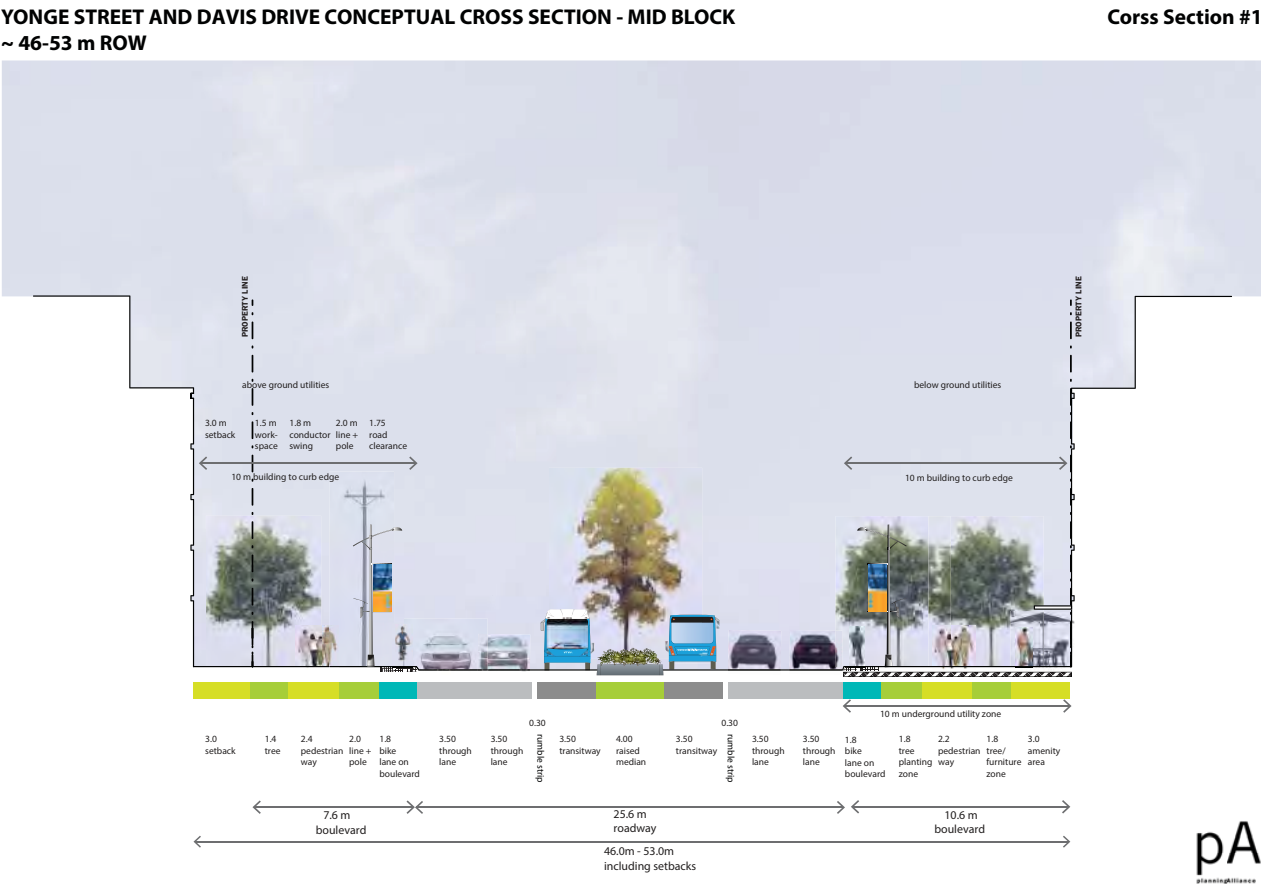 YONGE STREET AND DAVIS DRIVE CONCEPTUAL CROSS SECTION - MID BLOCK
~ 46-53 m ROW
Corss Section #1
PROPERTY LINE
PROPERTY LINE
above ground utilities
below ground utilities
3.0 m
setback
1.5 m
work-
space
1.8 m
conductor
swing
2.0 m
line +
pole
1.75
road
clearance
10 m building to curb edge
10 m building to curb edge
10 m underground utility zone
3.0
setback
1.4
tree
2.4
pedestrian
way
2.0
line +
pole
1.8
bike
lane on
boulevard
3.50
through
lane
3.50
through
lane
0.30
rumble strip
3.50
transitway
4.00
raised
median
3.50
transitway
0.30
rumble strip
3.50
through
lane
3.50
through
lane
1.8
bike
lane on
boulevard
1.8
tree
planting
zone
2.2
pedestrian
way
1.8
tree/
furniture
zone
3.0
amenity
area
7.6 m
boulevard
25.6 m
roadway
10.6 m
boulevard
46.0m - 53.0m
including setbacks
pA
planningAlliance